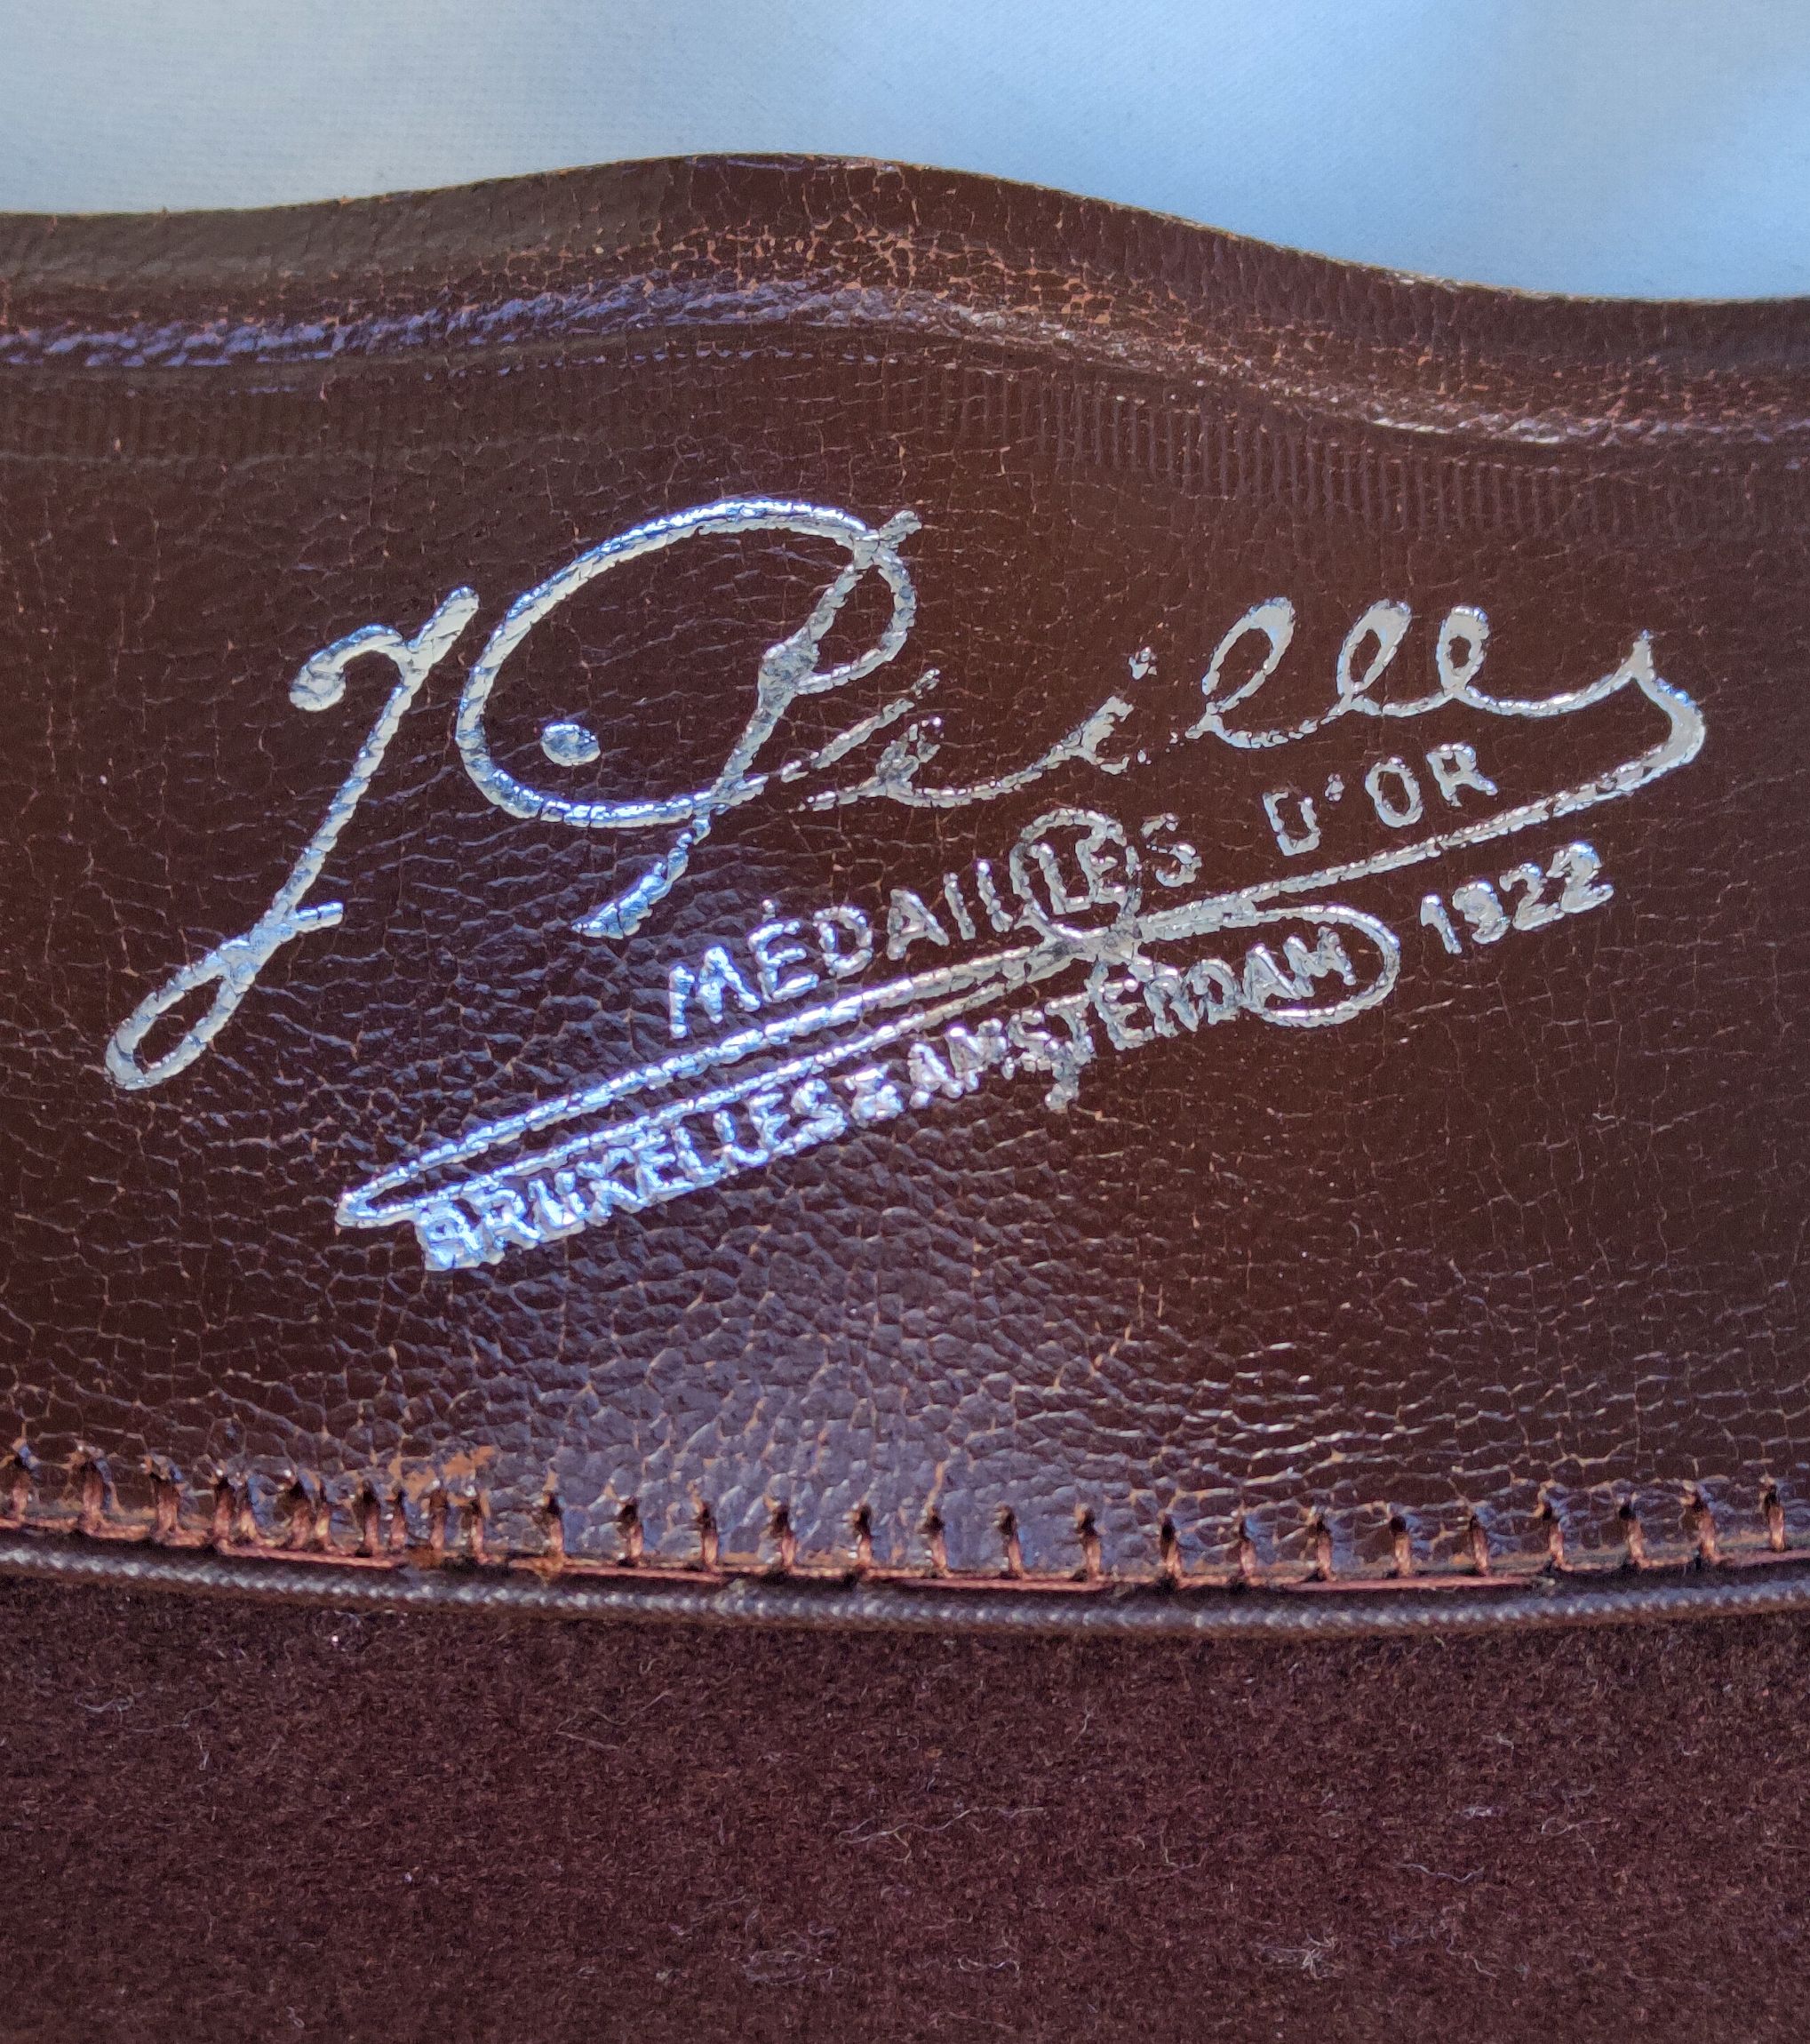 J. Peilles
MÉDAILLES D'OR
BRUXELLES & AMSTERDAM 1922